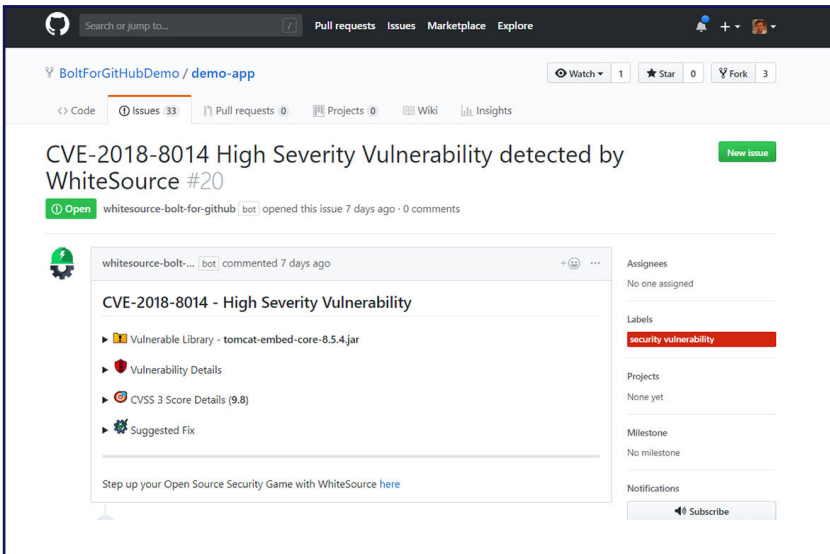 Search or jump to... / Pull requests Issues Marketplace Explore
BoltForGitHubDemo / demo-app Watch 1 Star 0 Fork 3
<> Code Issues 33 Pull requests 0 Projects 0 Wiki Insights
CVE-2018-8014 High Severity Vulnerability detected by
WhiteSource #20
New issue
Open whitesource-bolt-for-github bot opened this issue 7 days ago · 0 comments
whitesource-bolt-... bot commented 7 days ago
CVE-2018-8014 - High Severity Vulnerability
Vulnerable Library - tomcat-embed-core-8.5.4.jar
Vulnerability Details
CVSS 3 Score Details (9.8)
Suggested Fix
Step up your Open Source Security Game with WhiteSource here
Assignees
No one assigned
Labels
security vulnerability
Projects
None yet
Milestone
No milestone
Notifications
Subscribe